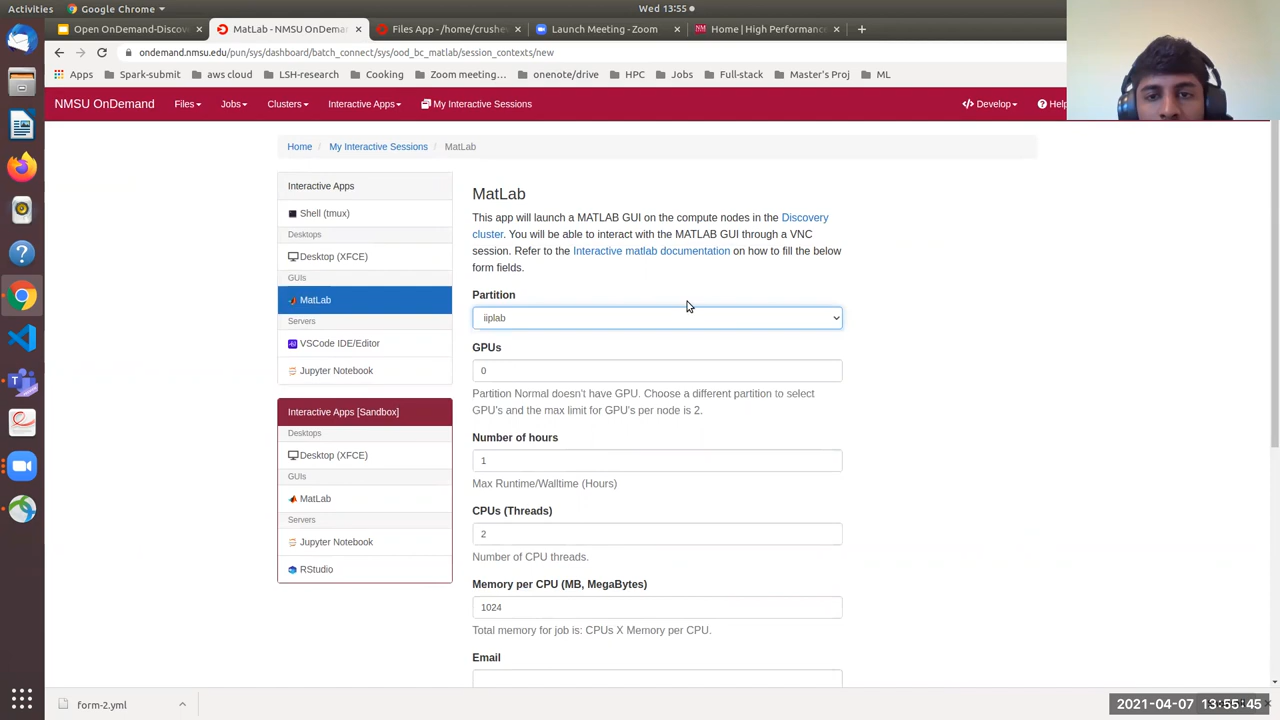 Activities
Google Chrome
Wed 13:55
Open OnDemand-Discov
MatLab - NMSU OnDeman
Files App - /home/crushes
Launch Meeting - Zoom
Home | High Performanc
ondemand.nmsu.edu/pun/sys/dashboard/batch_connect/sys/ood_bc_matlab/session_contexts/new
Apps
Spark-submit
aws cloud
LSH-research
Cooking
Zoom meeting…
onenote/drive
HPC
Jobs
Full-stack
Master's Proj
ML
NMSU OnDemand
Files
Jobs
Clusters
Interactive Apps
My Interactive Sessions
Develop
Help
Home / My Interactive Sessions / MatLab
Interactive Apps
Shell (tmux)
Desktops
Desktop (XFCE)
GUIs
MatLab
Servers
VSCode IDE/Editor
Jupyter Notebook
Interactive Apps [Sandbox]
Desktops
Desktop (XFCE)
GUIs
MatLab
Servers
Jupyter Notebook
RStudio
MatLab
This app will launch a MATLAB GUI on the compute nodes in the Discovery
cluster. You will be able to interact with the MATLAB GUI through a VNC
session. Refer to the Interactive matlab documentation on how to fill the below
form fields.
Partition
iiplab
GPUs
0
Partition Normal doesn't have GPU. Choose a different partition to select
GPU's and the max limit for GPU's per node is 2.
Number of hours
1
Max Runtime/Walltime (Hours)
CPUs (Threads)
2
Number of CPU threads.
Memory per CPU (MB, MegaBytes)
1024
Total memory for job is: CPUs X Memory per CPU.
Email
form-2.yml
2021-04-07 13:55:45